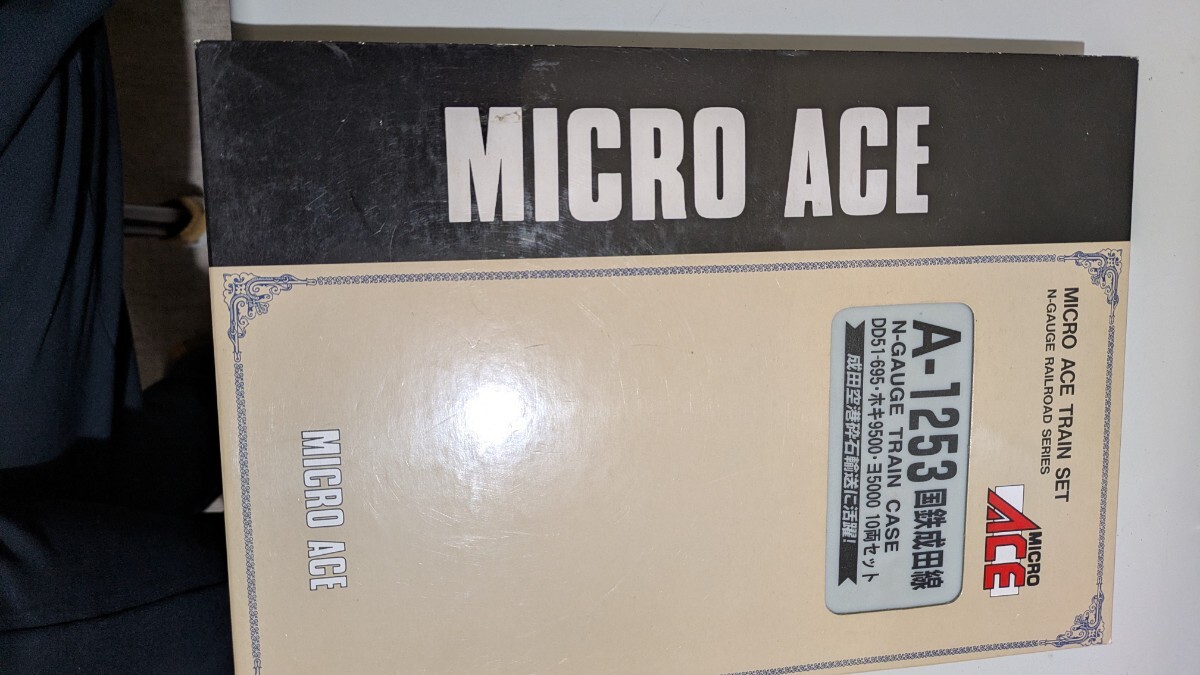 MICRO ACE
MICRO ACE TRAIN SET
N-GAUGE RAILROAD SERIES
MICRO
ACE
A-1253 国鉄成田線
N-GAUGE TRAIN CASE
DD51-695・ホキ9500・ヨ5000 10両セット
成田空港砕石輸送に活躍!
MICRO ACE